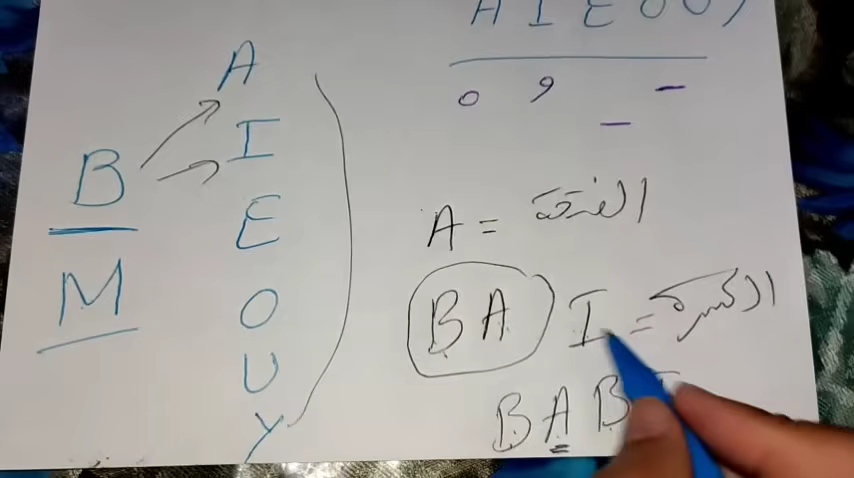 A I E O U Y
B A
I
E
M O
U
Y
A = الفتحة
BA I = الكسرة
BA B